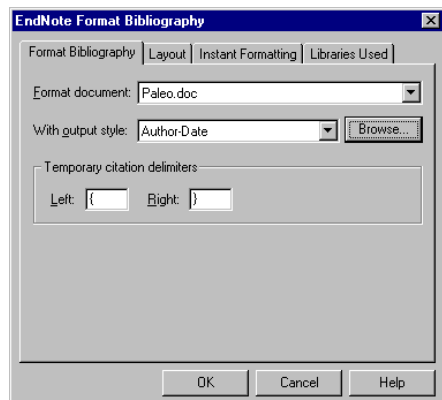 EndNote Format Bibliography
Format Bibliography Layout Instant Formatting Libraries Used
Format document: Paleo.doc
With output style: Author-Date Browse...
Temporary citation delimiters
Left: { Right: }
OK Cancel Help